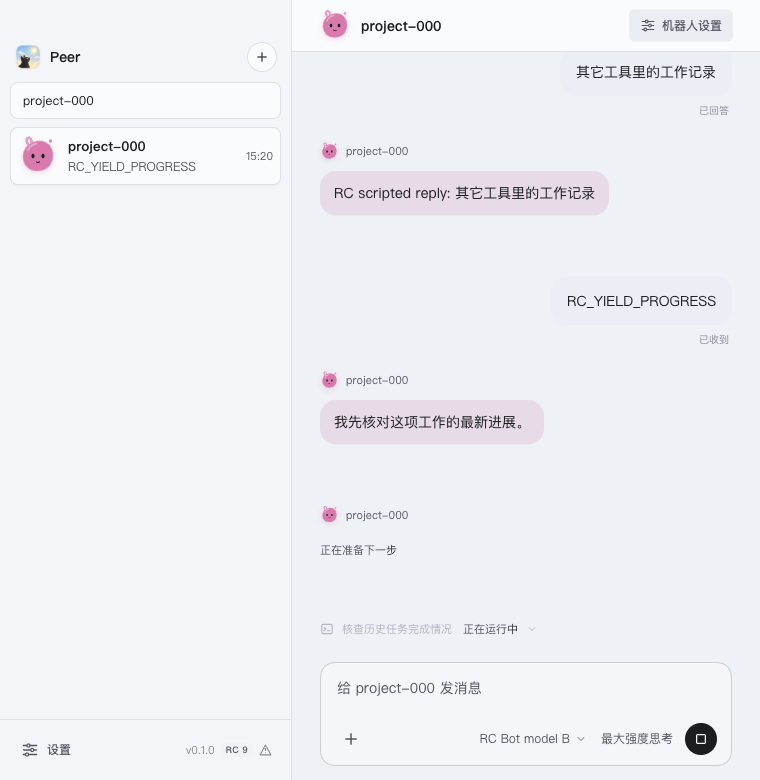 Peer
project-000
project-000
RC_YIELD_PROGRESS
15:20
设置
v0.1.0
RC 9
project-000
机器人设置
其它工具里的工作记录
已回答
project-000
RC scripted reply: 其它工具里的工作记录
RC_YIELD_PROGRESS
已收到
project-000
我先核对这项工作的最新进展。
project-000
正在准备下一步
核查历史任务完成情况 正在运行中
给 project-000 发消息
RC Bot model B
最大强度思考